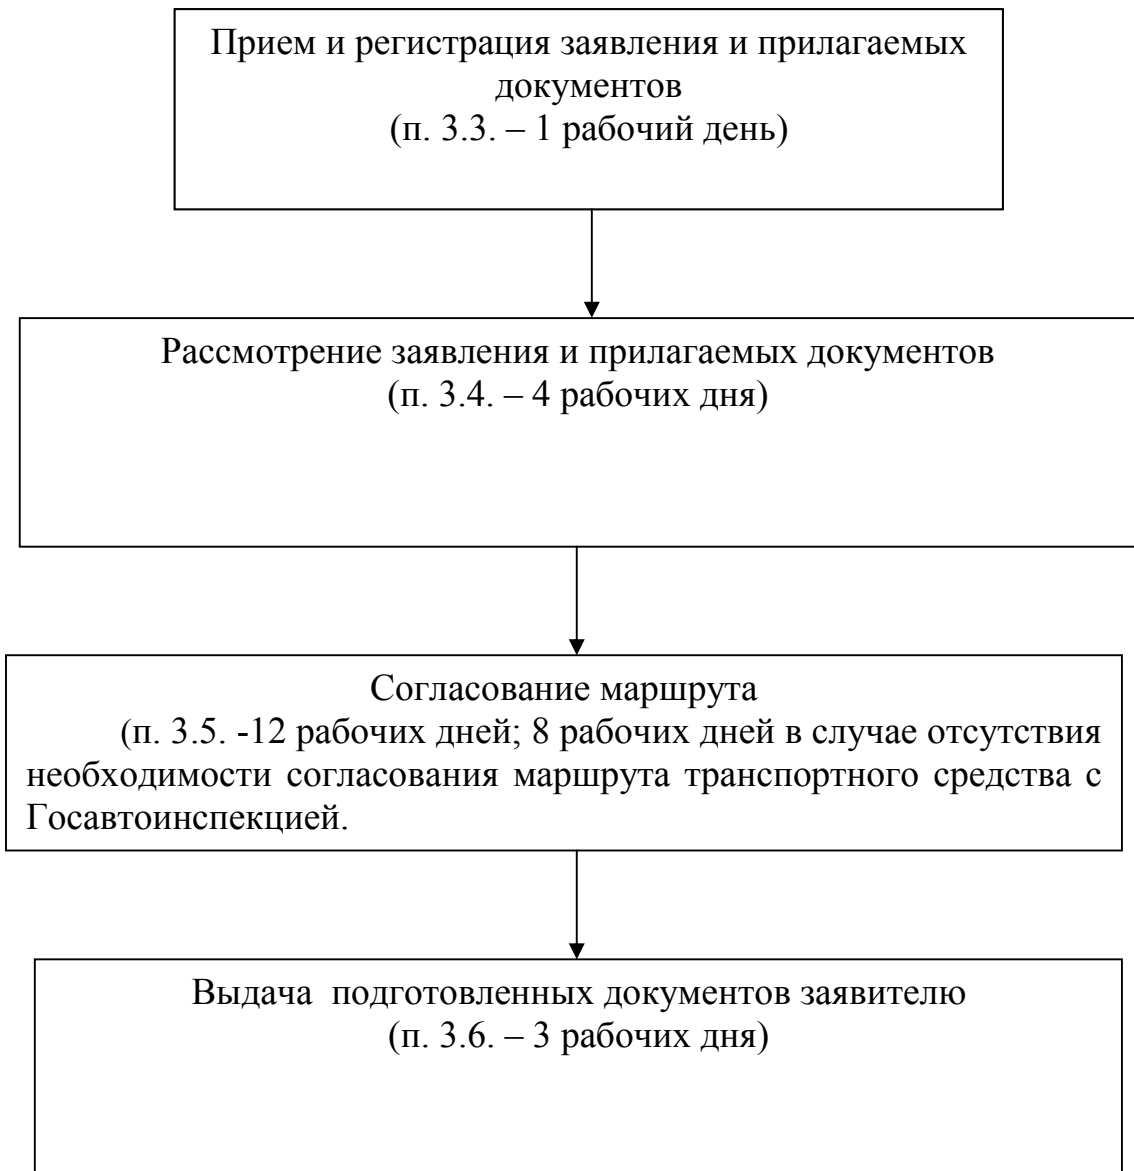 Прием и регистрация заявления и прилагаемых
документов
(п. 3.3. – 1 рабочий день)
Рассмотрение заявления и прилагаемых документов
(п. 3.4. – 4 рабочих дня)
Согласование маршрута
(п. 3.5. -12 рабочих дней; 8 рабочих дней в случае отсутствия
необходимости согласования маршрута транспортного средства с
Госавтоинспекцией.
Выдача  подготовленных документов заявителю
(п. 3.6. – 3 рабочих дня)